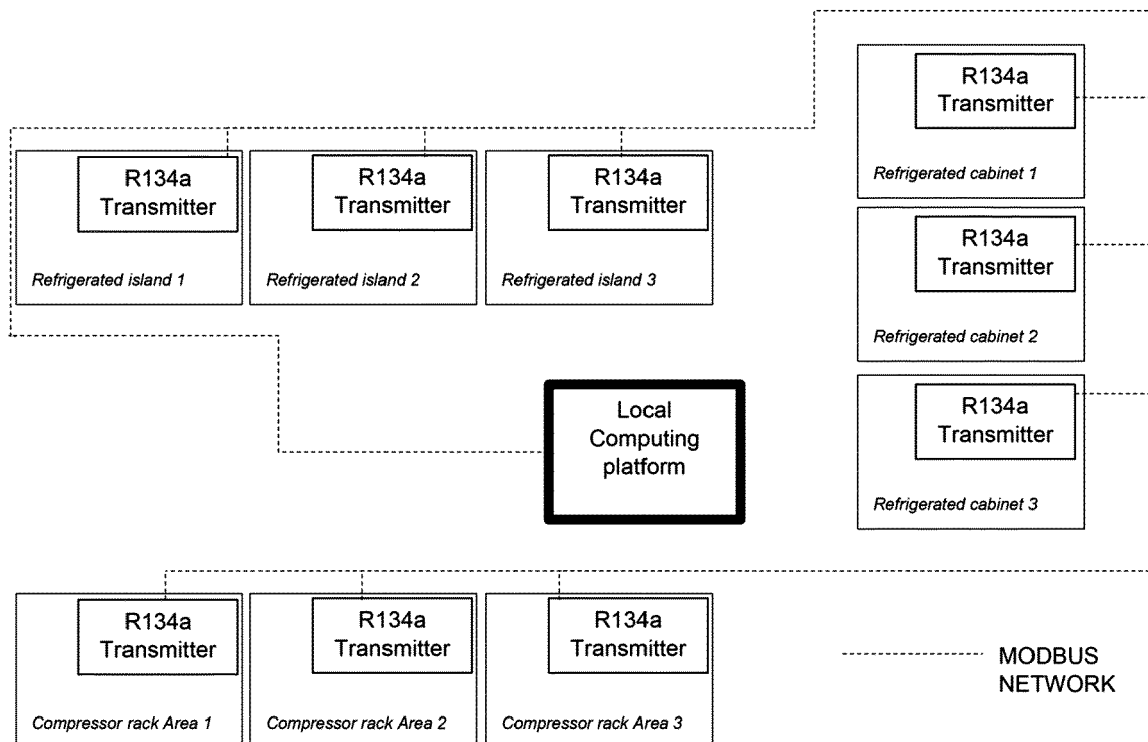 R134a
Transmitter
Refrigerated cabinet 1
R134a
Transmitter
Refrigerated island 1
R134a
Transmitter
Refrigerated island 2
R134a
Transmitter
Refrigerated island 3
R134a
Transmitter
Refrigerated cabinet 2
Local
Computing
platform
R134a
Transmitter
Refrigerated cabinet 3
R134a
Transmitter
Compressor rack Area 1
R134a
Transmitter
Compressor rack Area 2
R134a
Transmitter
Compressor rack Area 3
MODBUS
NETWORK